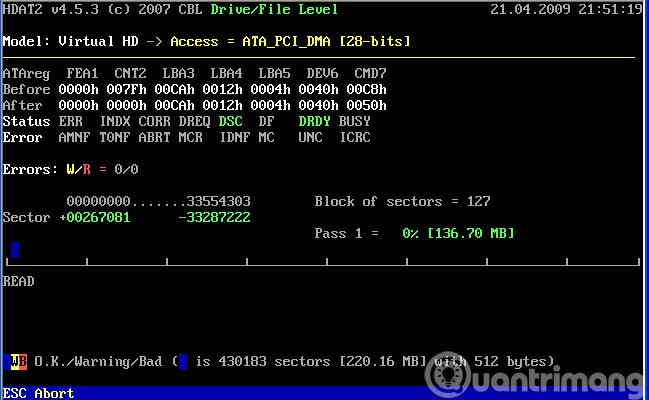 HDAT2 v4.5.3 (c) 2007 CBL Drive/File Level 21.04.2009 21:51:19
Model: Virtual HD -> Access = ATA_PCI_DMA [28-bits]
ATAreg FEA1 CNT2 LBA3 LBA4 LBA5 DEV6 CMD7
Before 0000h 007Fh 00CAh 0012h 0004h 0040h 00C8h
After 0000h 0000h 00CAh 0012h 0004h 0040h 0050h
Status ERR INDX CORR DREQ DSC DF DRDY BUSY
Error AMNF TONF ABRT MCR IDNF MC UNC ICRC
Errors: W/R = 0/0
00000000.......33554303 Block of sectors = 127
Sector +00267081 -33287222
Pass 1 = 0% [136.70 MB]
READ
WB O.K./Warning/Bad ( is 430183 sectors [220.16 MB] with 512 bytes)
Quantrimang
ESC Abort